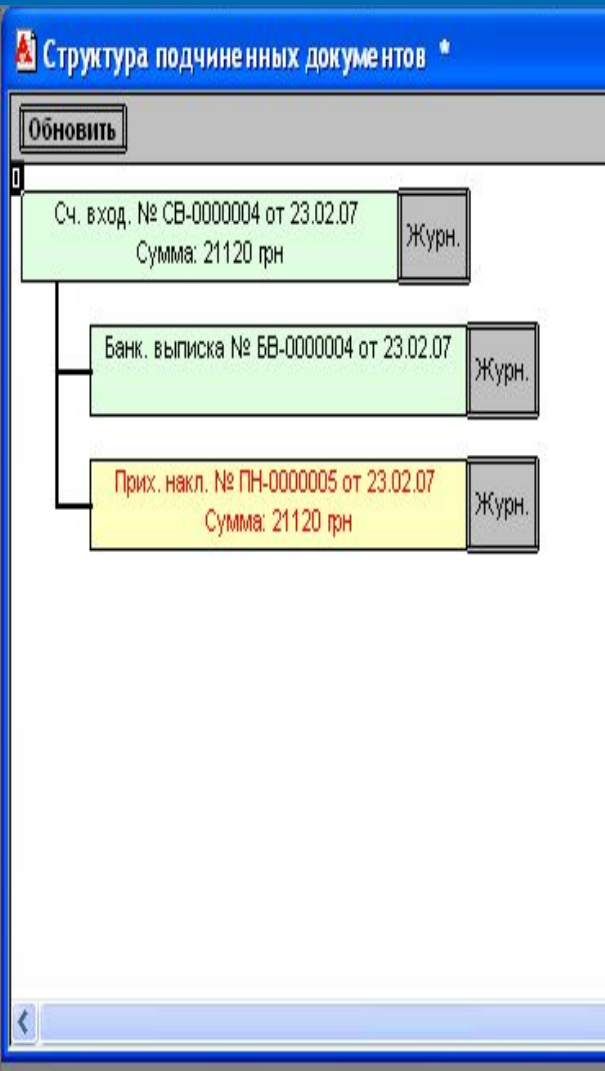 Структура подчиненных документов *
Обновить
Сч. вход. № СВ-0000004 от 23.02.07
Сумма: 21120 грн
Журн.
Банк. выписка № БВ-0000004 от 23.02.07
Журн.
Прих. накл. № ПН-0000005 от 23.02.07
Сумма: 21120 грн
Журн.